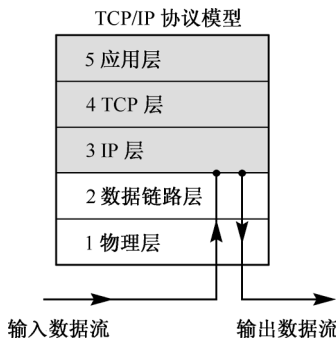 TCP/IP 协议模型
5 应用层
4 TCP 层
3 IP 层
2 数据链路层
1 物理层
输入数据流
输出数据流